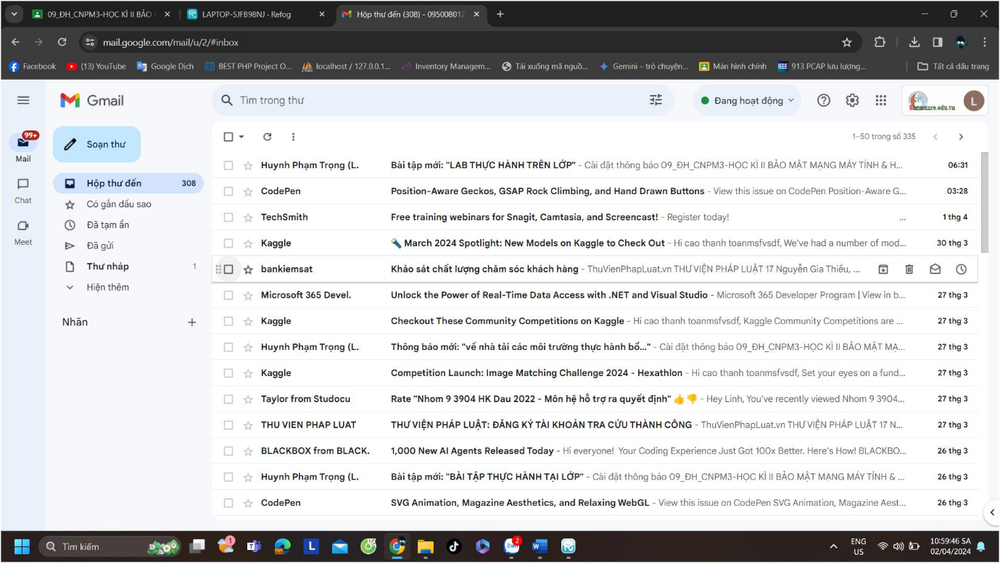 09_ĐH_CNPM3-HỌC KÌ II BẢO M
LAPTOP-SJFB98NJ - Refog
Hộp thư đến (308) - 095008012
mail.google.com/mail/u/2/#inbox
Facebook
(13) YouTube
Google Dịch
BEST PHP Project O...
localhost / 127.0.0.1...
Inventory Managem...
Tải xuống mã nguồ...
Gemini – trò chuyện...
Màn hình chính
913 PCAP lưu lượng...
Tất cả dấu trang
Gmail
Tìm trong thư
Đang hoạt động
hcmunre.edu.vn
L
99+
Mail
Chat
Meet
Soạn thư
Hộp thư đến 308
Có gắn dấu sao
Đã tạm ẩn
Đã gửi
Thư nháp 1
Hiện thêm
Nhãn
1–50 trong số 335
Huynh Phạm Trọng (L. Bài tập mới: "LAB THỰC HÀNH TRÊN LỚP" - Cài đặt thông báo 09_ĐH_CNPM3-HỌC KÌ II BẢO MẬT MẠNG MÁY TÍNH & H... 06:31
CodePen Position-Aware Geckos, GSAP Rock Climbing, and Hand Drawn Buttons - View this issue on CodePen Position-Aware G... 03:28
TechSmith Free training webinars for Snagit, Camtasia, and Screencast! - Register today! ... 1 thg 4
Kaggle 🔦 March 2024 Spotlight: New Models on Kaggle to Check Out - Hi cao thanh toanmsfvsdf, We've had a number of mod... 30 thg 3
bankiemsat Khảo sát chất lượng chăm sóc khách hàng - ThuVienPhapLuat.vn THƯ VIỆN PHÁP LUẬT 17 Nguyễn Gia Thiều, ...
Microsoft 365 Devel. Unlock the Power of Real-Time Data Access with .NET and Visual Studio - Microsoft 365 Developer Program | View in b... 27 thg 3
Kaggle Checkout These Community Competitions on Kaggle - Hi cao thanh toanmsfvsdf, Kaggle Community Competitions are ... 27 thg 3
Huynh Phạm Trọng (L. Thông báo mới: "về nhà tải các môi trường thực hành bổ..." - Cài đặt thông báo 09_ĐH_CNPM3-HỌC KÌ II BẢO MẬT MẠ... 27 thg 3
Kaggle Competition Launch: Image Matching Challenge 2024 - Hexathlon - Hi cao thanh toanmsfvsdf, Set your eyes on a fund... 27 thg 3
Taylor from Studocu Rate "Nhom 9 3904 HK Dau 2022 - Môn hệ hỗ trợ ra quyết định" 👍👎 - Hey Linh, You've recently viewed Nhom 9 3904... 27 thg 3
THU VIEN PHAP LUAT THƯ VIỆN PHÁP LUẬT: ĐĂNG KÝ TÀI KHOẢN TRA CỨU THÀNH CÔNG - ThuVienPhapLuat.vn THƯ VIỆN PHÁP LUẬT 17 N... 27 thg 3
BLACKBOX from BLACK. 1,000 New AI Agents Released Today - Hi everyone! Your Coding Experience Just Got 100x Better. Here's How! BLACKBO... 26 thg 3
Huynh Phạm Trọng (L. Bài tập mới: "BÀI TẬP THỰC HÀNH TẠI LỚP" - Cài đặt thông báo 09_ĐH_CNPM3-HỌC KÌ II BẢO MẬT MẠNG MÁY TÍNH & ... 26 thg 3
CodePen SVG Animation, Magazine Aesthetics, and Relaxing WebGL - View this issue on CodePen SVG Animation, Magazine Aest... 26 thg 3
Tìm kiếm
1
L
Zalo
2
ENG
US
10:59:46 SA
02/04/2024